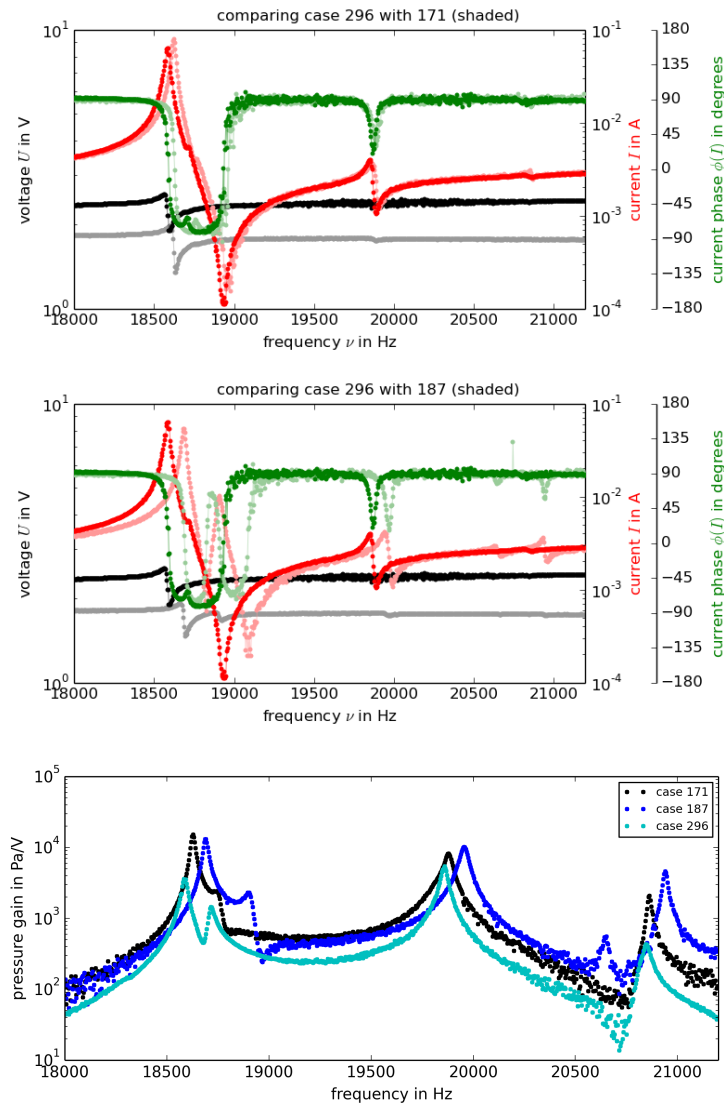 comparing case 296 with 171 (shaded)
voltage U in V
10^1
10^0
18000 18500 19000 19500 20000 20500 21000
frequency ν in Hz
10^-1
10^-2
10^-3
10^-4
current I in A
180
135
90
45
0
−45
−90
−135
−180
current phase ϕ(I) in degrees
comparing case 296 with 187 (shaded)
voltage U in V
10^1
10^0
18000 18500 19000 19500 20000 20500 21000
frequency ν in Hz
10^-1
10^-2
10^-3
10^-4
current I in A
180
135
90
45
0
−45
−90
−135
−180
current phase ϕ(I) in degrees
pressure gain in Pa/V
10^5
10^4
10^3
10^2
10^1
case 171
case 187
case 296
18000 18500 19000 19500 20000 20500 21000
frequency in Hz